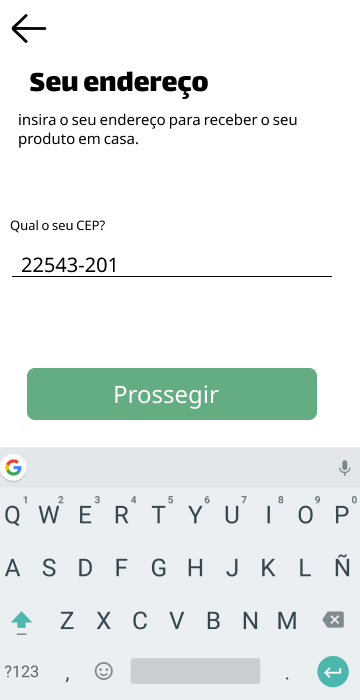 Seu endereço
insira o seu endereço para receber o seu
produto em casa.
Qual o seu CEP?
22543-201
Prossegir
G
1 2 3 4 5 6 7 8 9 0
Q W E R T Y U I O P
A S D F G H J K L Ñ
Z X C V B N M
?123 , .